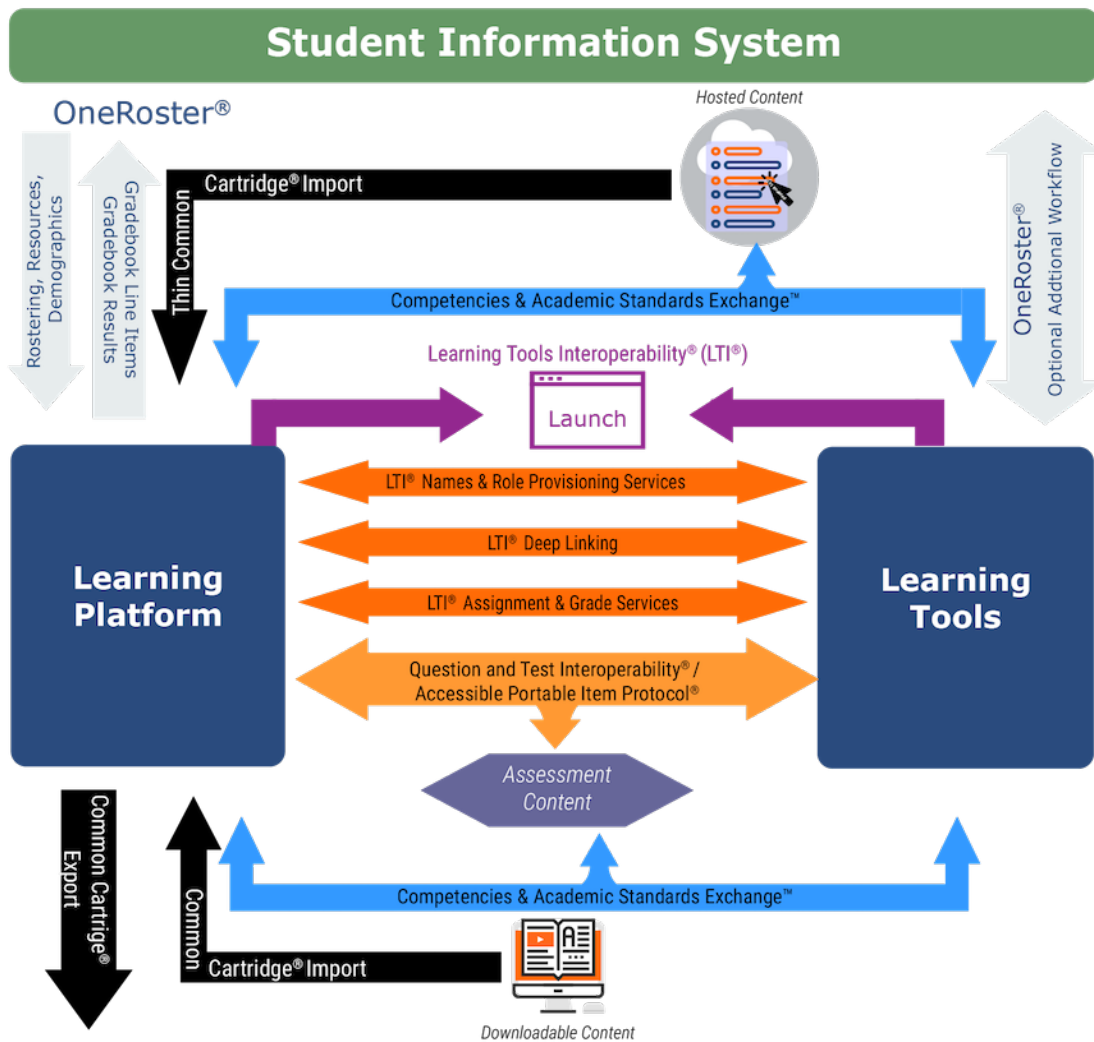 Student Information System
OneRoster®
Hosted Content
Rostering, Resources,
Demographics
Gradebook Line Items
Gradebook Results
Thin Common
Cartridge® Import
OneRoster®
Optional Addtional Workflow
Competencies & Academic Standards Exchange™
Learning Tools Interoperability® (LTI®)
Launch
LTI® Names & Role Provisioning Services
LTI® Deep Linking
LTI® Assignment & Grade Services
Learning
Platform
Learning
Tools
Question and Test Interoperability® /
Accessible Portable Item Protocol®
Assessment
Content
Common Cartrige®
Export
Common
Cartridge® Import
Competencies & Academic Standards Exchange™
A
Downloadable Content